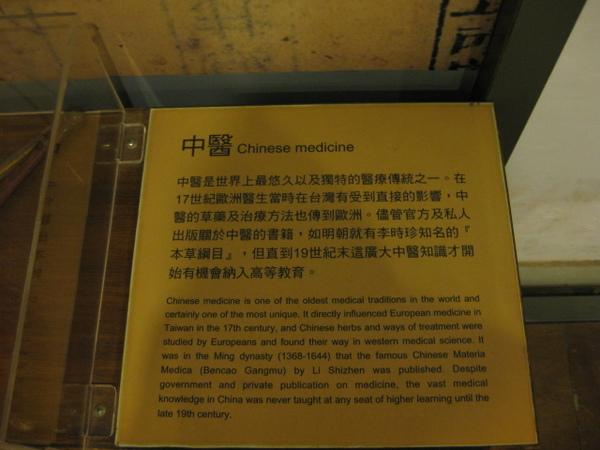 中醫 Chinese medicine
中醫是世界上最悠久以及獨特的醫療傳統之一。在
17世紀歐洲醫生當時在台灣有受到直接的影響，中
醫的草藥及治療方法也傳到歐洲。儘管官方及私人
出版關於中醫的書籍，如明朝就有李時珍知名的『
本草綱目』，但直到19世紀末這廣大中醫知識才開
始有機會納入高等教育。
Chinese medicine is one of the oldest medical traditions in the world and
certainly one of the most unique. It directly influenced European medicine in
Taiwan in the 17th century, and Chinese herbs and ways of treatment were
studied by Europeans and found their way in western medical science. It
was in the Ming dynasty (1368-1644) that the famous Chinese Materia
Medica (Bencao Gangmu) by Li Shizhen was published. Despite
government and private publication on medicine, the vast medical
knowledge in China was never taught at any seat of higher learning until the
late 19th century.